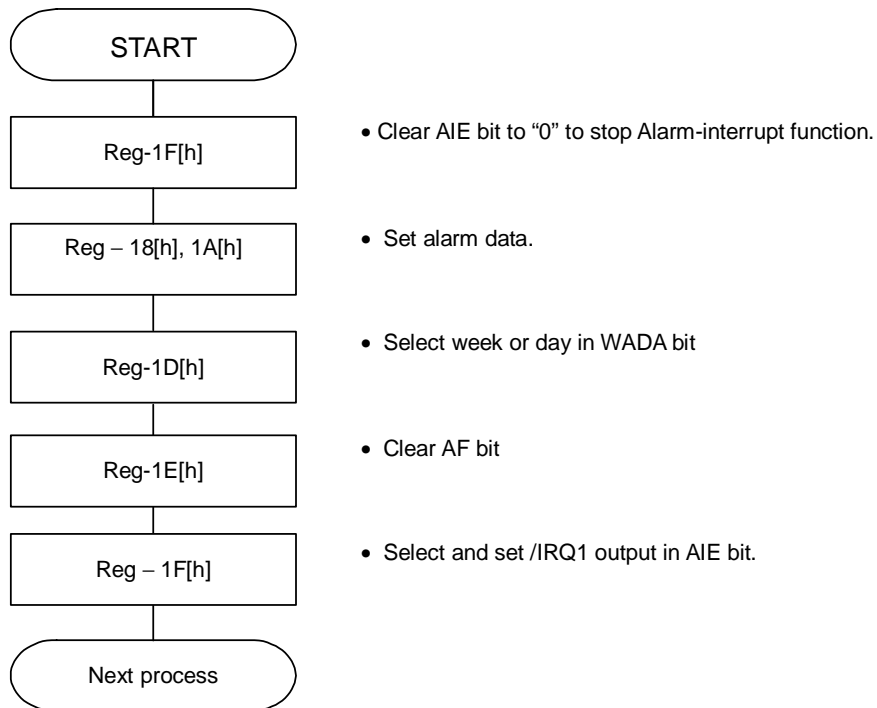 START
Reg-1F[h]
• Clear AIE bit to “0” to stop Alarm-interrupt function.
Reg – 18[h], 1A[h]
• Set alarm data.
Reg-1D[h]
• Select week or day in WADA bit
Reg-1E[h]
• Clear AF bit
Reg – 1F[h]
• Select and set /IRQ1 output in AIE bit.
Next process